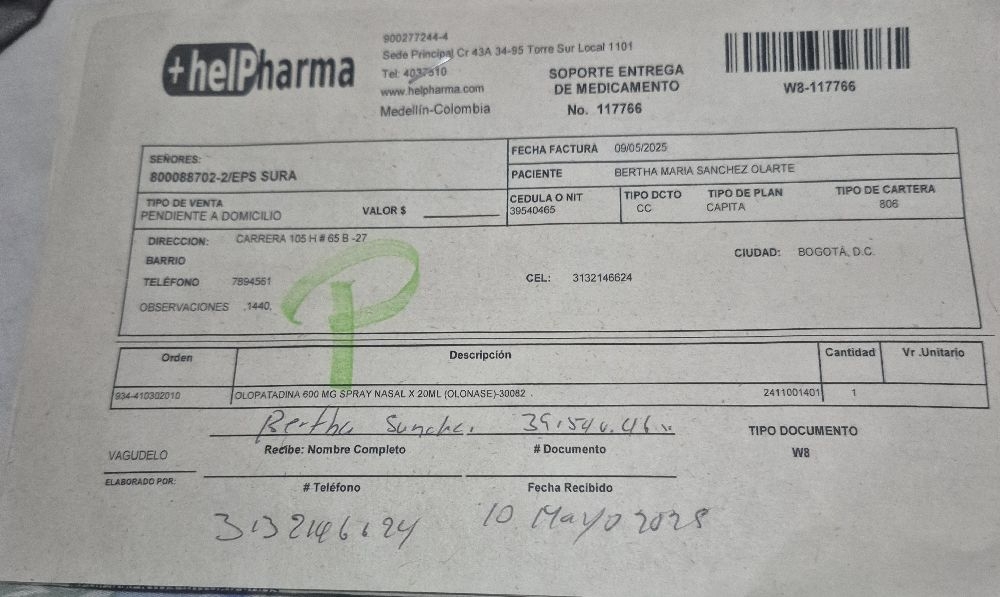 +helPharma
900277244-4
Sede Principal Cr 43A 34-95 Torre Sur Local 1101
Tel: 4037610
www.helpharma.com
Medellín-Colombia
SOPORTE ENTREGA
DE MEDICAMENTO
No. 117766
W8-117766
SEÑORES:
800088702-2/EPS SURA
FECHA FACTURA 09/05/2025
PACIENTE BERTHA MARIA SANCHEZ OLARTE
TIPO DE VENTA
PENDIENTE A DOMICILIO
VALOR $
CEDULA O NIT
39540465
TIPO DCTO
CC
TIPO DE PLAN
CAPITA
TIPO DE CARTERA
806
DIRECCION: CARRERA 105 H # 65 B -27
BARRIO
CIUDAD: BOGOTÁ, D.C.
TELÉFONO 7894561
CEL: 3132146624
OBSERVACIONES .1440.
P
Orden Descripción Cantidad Vr .Unitario
934-410302010 OLOPATADINA 600 MG SPRAY NASAL X 20ML (OLONASE)-30082 . 2411001401 1
Bertha 39.540.46
Recibe: Nombre Completo # Documento
TIPO DOCUMENTO
W8
VAGUDELO
ELABORADO POR:
# Teléfono Fecha Recibido
3132146624 10 Mayo 2025